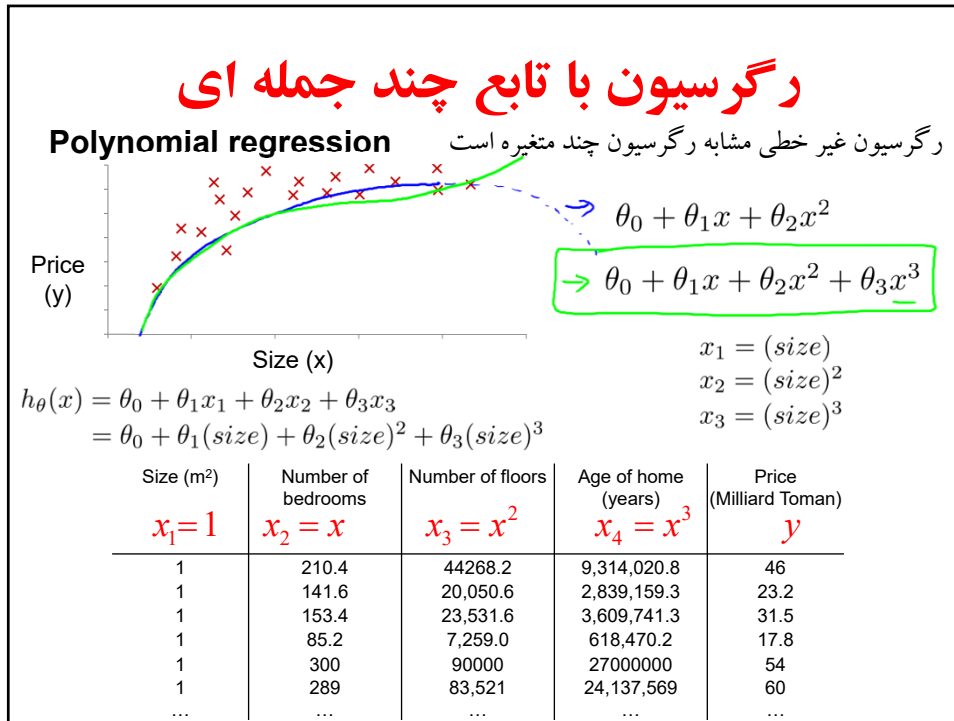 رگرسیون با تابع چند جمله ای
Polynomial regression
رگرسیون غیر خطی مشابه رگرسیون چند متغیره است
Price
(y)
Size (x)
→ θ₀ + θ₁x + θ₂x²
→ θ₀ + θ₁x + θ₂x² + θ₃x³
x₁ = (size)
x₂ = (size)²
x₃ = (size)³
h_θ(x) = θ₀ + θ₁x₁ + θ₂x₂ + θ₃x₃
= θ₀ + θ₁(size) + θ₂(size)² + θ₃(size)³
Size (m²) | Number of bedrooms | Number of floors | Age of home (years) | Price (Milliard Toman)
x₁= 1 | x₂ = x | x₃ = x² | x₄ = x³ | y
1 | 210.4 | 44268.2 | 9,314,020.8 | 46
1 | 141.6 | 20,050.6 | 2,839,159.3 | 23.2
1 | 153.4 | 23,531.6 | 3,609,741.3 | 31.5
1 | 85.2 | 7,259.0 | 618,470.2 | 17.8
1 | 300 | 90000 | 27000000 | 54
1 | 289 | 83,521 | 24,137,569 | 60
... | ... | ... | ... | ...